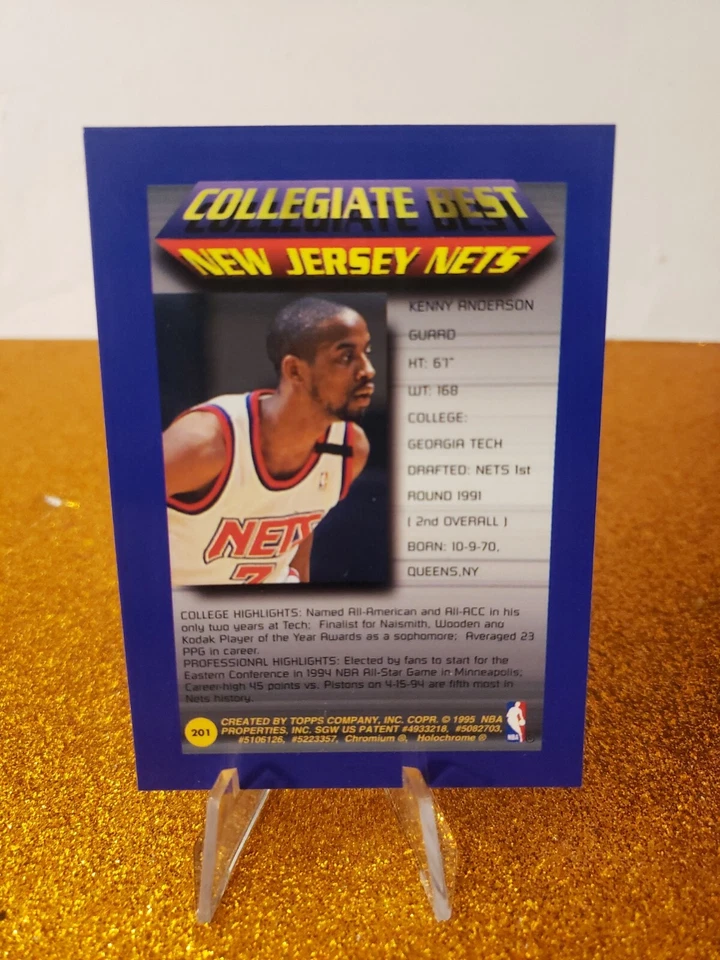 COLLEGIATE BEST
NEW JERSEY NETS
KENNY ANDERSON
GUARD
HT: 6'1"
WT: 168
COLLEGE:
GEORGIA TECH
DRAFTED: NETS 1st
ROUND 1991
( 2nd OVERALL )
BORN: 10-9-70,
QUEENS,NY
NETS
7
COLLEGE HIGHLIGHTS: Named All-American and All-ACC in his
only two years at Tech; Finalist for Naismith, Wooden and
Kodak Player of the Year Awards as a sophomore; Averaged 23
PPG in career.
PROFESSIONAL HIGHLIGHTS: Elected by fans to start for the
Eastern Conference in 1994 NBA All-Star Game in Minneapolis;
Career-high 45 points vs. Pistons on 4-15-94 are fifth most in
Nets history.
201
CREATED BY TOPPS COMPANY, INC. COPR. © 1995 NBA
PROPERTIES, INC. SGW US PATENT #4933218, #5082703,
#5106126, #5223357, Chromium ®, Holochrome ®
NBA